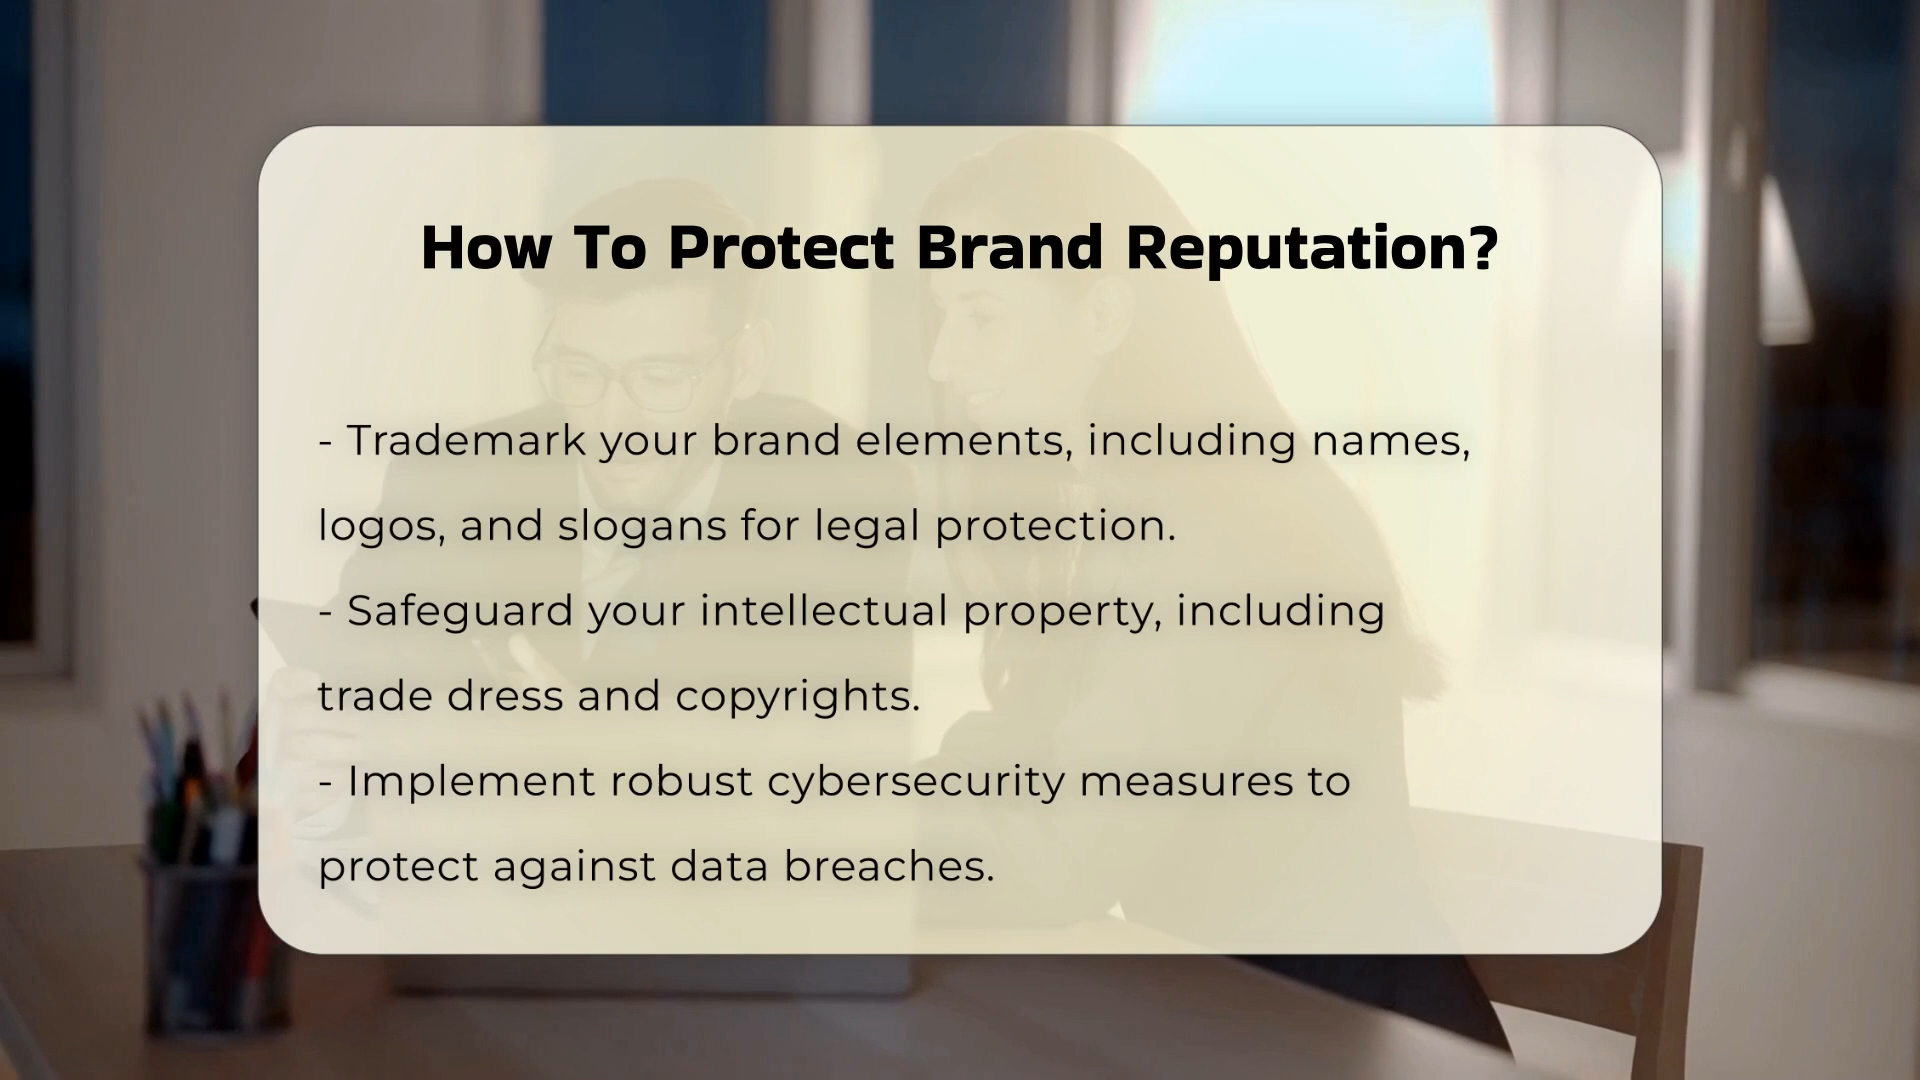 How To Protect Brand Reputation?
- Trademark your brand elements, including names,
logos, and slogans for legal protection.
- Safeguard your intellectual property, including
trade dress and copyrights.
- Implement robust cybersecurity measures to
protect against data breaches.